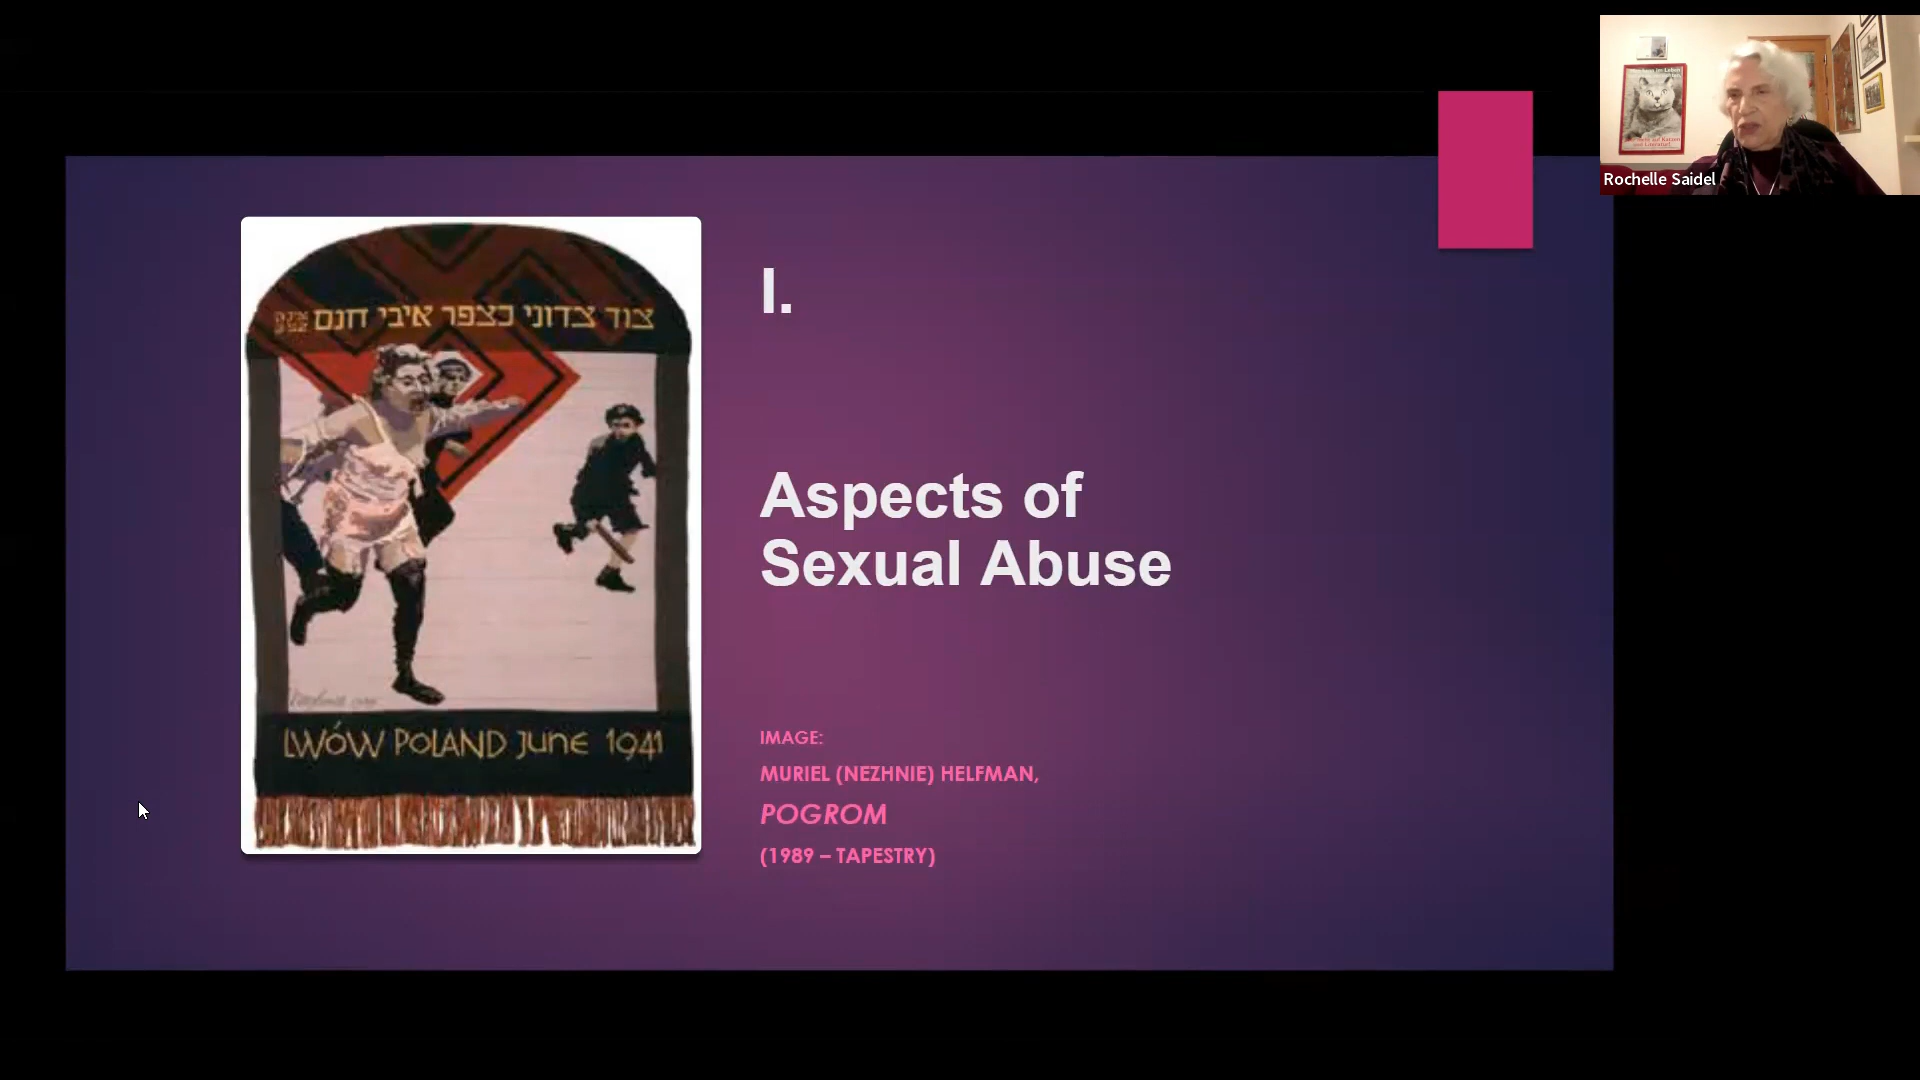 I.
Aspects of
Sexual Abuse
צוד צדוני כצפר איבי חנם
LWÓW POLAND June 1941
IMAGE:
MURIEL (NEZHNIE) HELFMAN,
POGROM
(1989 – TAPESTRY)
Rochelle Saidel